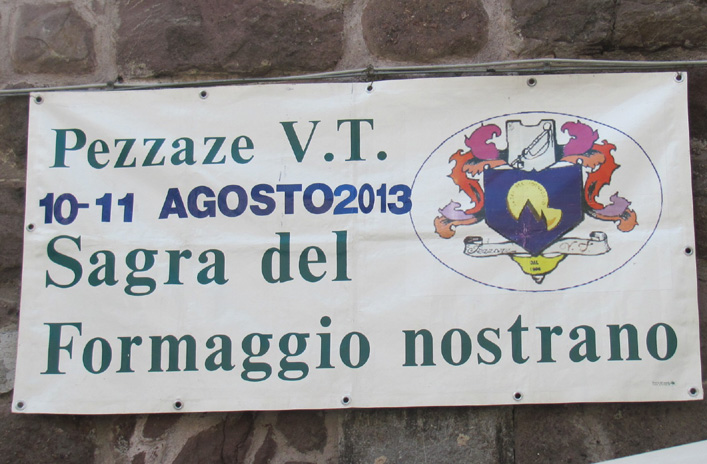 Pezzaze V.T.
10-11 AGOSTO2013
Sagra del
Formaggio nostrano